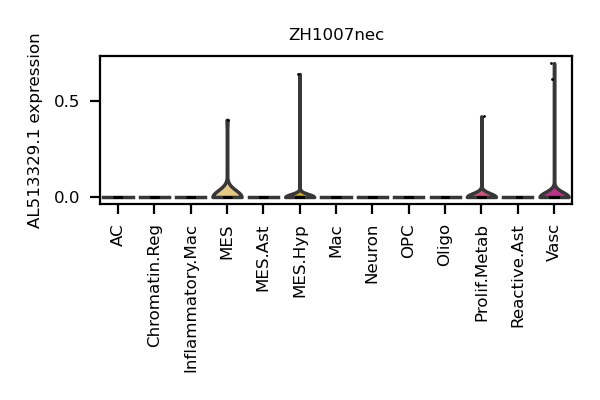 ZH1007nec
AL513329.1 expression
0.5
0.0
AC
Chromatin.Reg
Inflammatory.Mac
MES
MES.Ast
MES.Hyp
Mac
Neuron
OPC
Oligo
Prolif.Metab
Reactive.Ast
Vasc